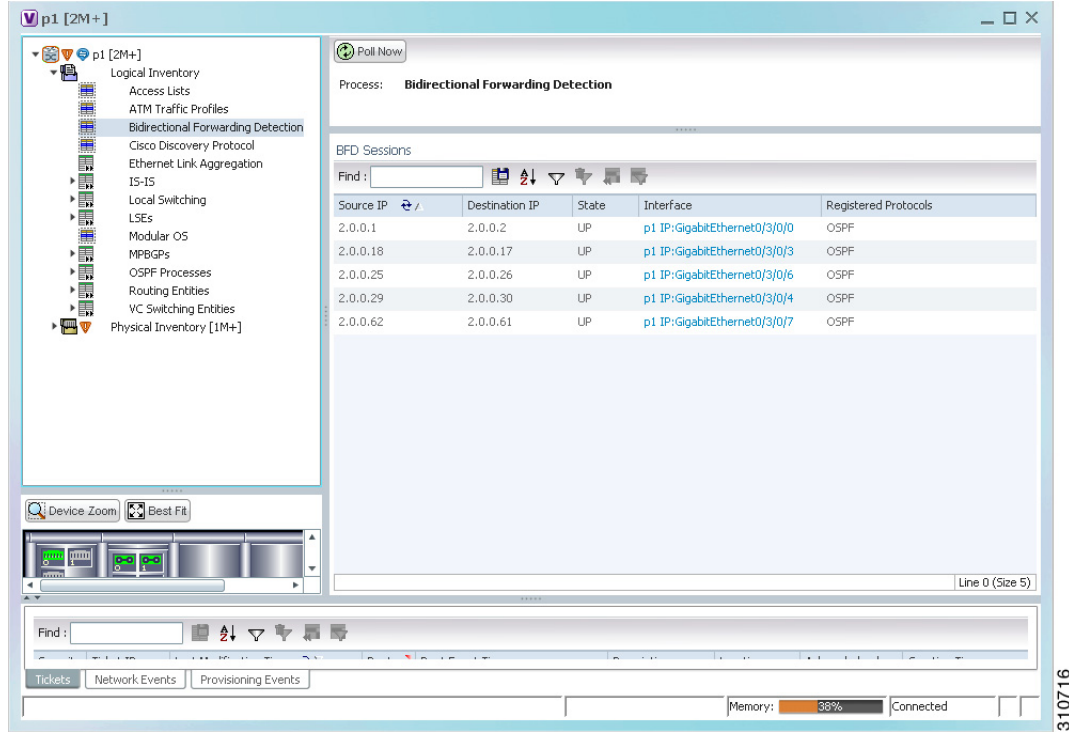 V p1 [2M+]
p1 [2M+]
Logical Inventory
Access Lists
ATM Traffic Profiles
Bidirectional Forwarding Detection
Cisco Discovery Protocol
Ethernet Link Aggregation
IS-IS
Local Switching
LSEs
Modular OS
MPBGPs
OSPF Processes
Routing Entities
VC Switching Entities
Physical Inventory [1M+]
Poll Now
Process: Bidirectional Forwarding Detection
BFD Sessions
Find :
Source IP Destination IP State Interface Registered Protocols
2.0.0.1 2.0.0.2 UP p1 IP:GigabitEthernet0/3/0/0 OSPF
2.0.0.18 2.0.0.17 UP p1 IP:GigabitEthernet0/3/0/3 OSPF
2.0.0.25 2.0.0.26 UP p1 IP:GigabitEthernet0/3/0/6 OSPF
2.0.0.29 2.0.0.30 UP p1 IP:GigabitEthernet0/3/0/4 OSPF
2.0.0.62 2.0.0.61 UP p1 IP:GigabitEthernet0/3/0/7 OSPF
Line 0 (Size 5)
Device Zoom Best Fit
0 1 0 1
Find :
Tickets Network Events Provisioning Events
Memory: 38% Connected
310716